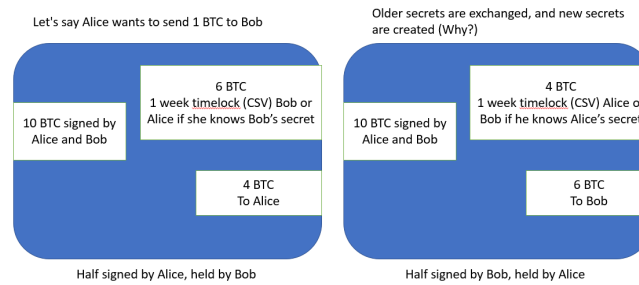 Let's say Alice wants to send 1 BTC to Bob
6 BTC
1 week timelock (CSV) Bob or
Alice if she knows Bob's secret
10 BTC signed by
Alice and Bob
4 BTC
To Alice
Half signed by Alice, held by Bob
Older secrets are exchanged, and new secrets
are created (Why?)
4 BTC
1 week timelock (CSV) Alice o
Bob if he knows Alice's secret
10 BTC signed by
Alice and Bob
6 BTC
To Bob
Half signed by Bob, held by Alice